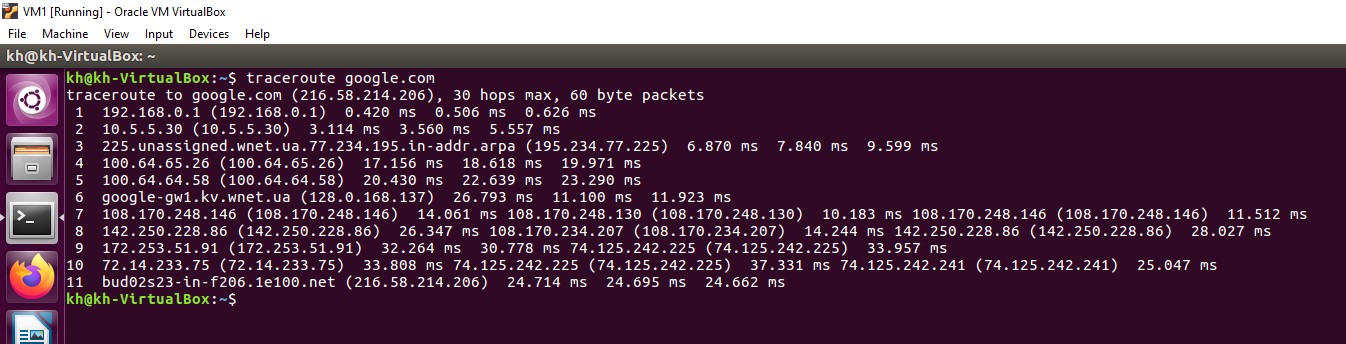 VM1 [Running] - Oracle VM VirtualBox
File Machine View Input Devices Help
kh@kh-VirtualBox: ~
kh@kh-VirtualBox:~$ traceroute google.com
traceroute to google.com (216.58.214.206), 30 hops max, 60 byte packets
1 192.168.0.1 (192.168.0.1) 0.420 ms 0.506 ms 0.626 ms
2 10.5.5.30 (10.5.5.30) 3.114 ms 3.560 ms 5.557 ms
3 225.unassigned.wnet.ua.77.234.195.in-addr.arpa (195.234.77.225) 6.870 ms 7.840 ms 9.599 ms
4 100.64.65.26 (100.64.65.26) 17.156 ms 18.618 ms 19.971 ms
5 100.64.64.58 (100.64.64.58) 20.430 ms 22.639 ms 23.290 ms
6 google-gw1.kv.wnet.ua (128.0.168.137) 26.793 ms 11.100 ms 11.923 ms
7 108.170.248.146 (108.170.248.146) 14.061 ms 108.170.248.130 (108.170.248.130) 10.183 ms 108.170.248.146 (108.170.248.146) 11.512 ms
8 142.250.228.86 (142.250.228.86) 26.347 ms 108.170.234.207 (108.170.234.207) 14.244 ms 142.250.228.86 (142.250.228.86) 28.027 ms
9 172.253.51.91 (172.253.51.91) 32.264 ms 30.778 ms 74.125.242.225 (74.125.242.225) 33.957 ms
10 72.14.233.75 (72.14.233.75) 33.808 ms 74.125.242.225 (74.125.242.225) 37.331 ms 74.125.242.241 (74.125.242.241) 25.047 ms
11 bud02s23-in-f206.1e100.net (216.58.214.206) 24.714 ms 24.695 ms 24.662 ms
kh@kh-VirtualBox:~$